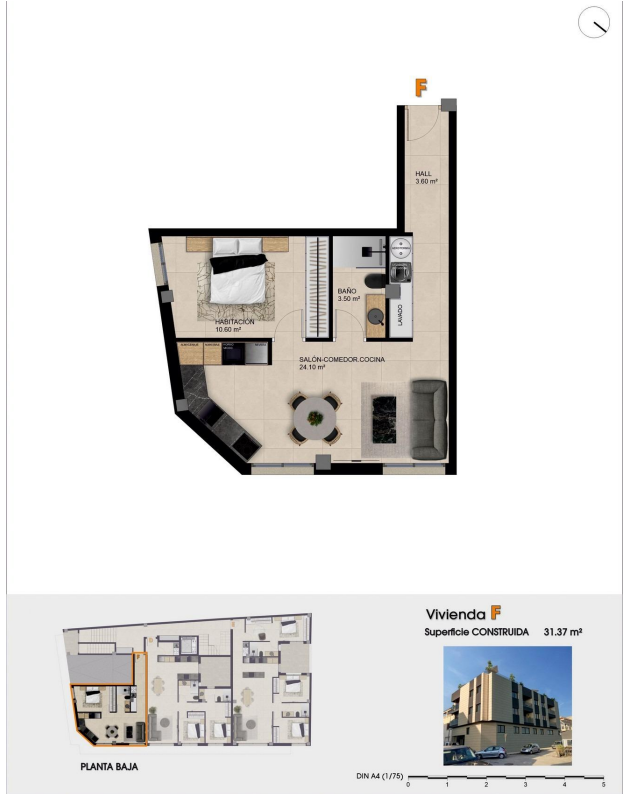 F
HALL
3.60 m²
BAÑO
3.50 m²
LAVADO
HABITACIÓN
10.60 m²
SALÓN-COMEDOR.COCINA
24.10 m²
Vivienda F
Superficie CONSTRUIDA 31.37 m²
PLANTA BAJA
DIN A4 (1/75)
0 1 2 3 4 5